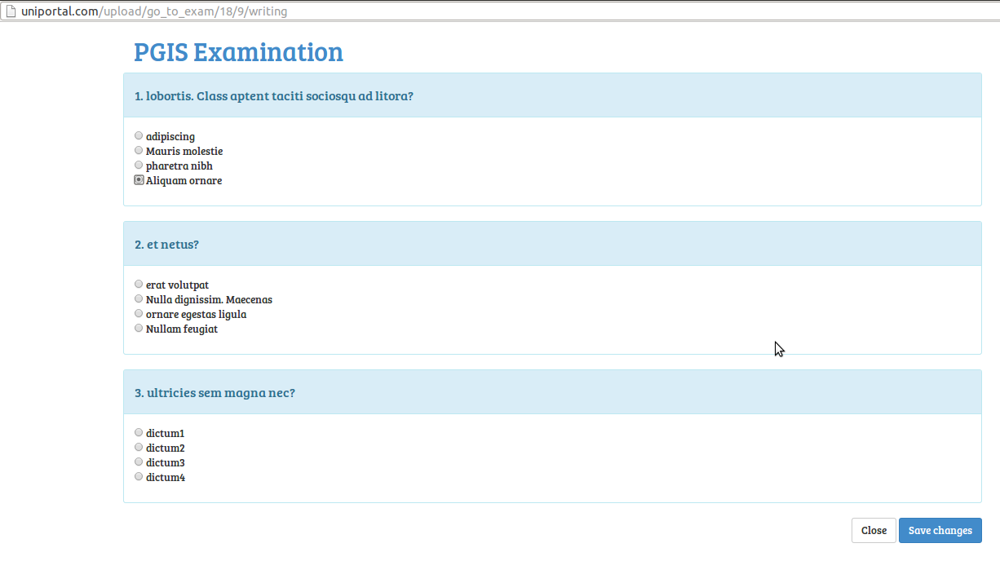 uniportal.com/upload/go_to_exam/18/9/writing
PGIS Examination
1. lobortis. Class aptent taciti sociosqu ad litora?
adipiscing
Mauris molestie
pharetra nibh
Aliquam ornare
2. et netus?
erat volutpat
Nulla dignissim. Maecenas
ornare egestas ligula
Nullam feugiat
3. ultricies sem magna nec?
dictum1
dictum2
dictum3
dictum4
Close Save changes